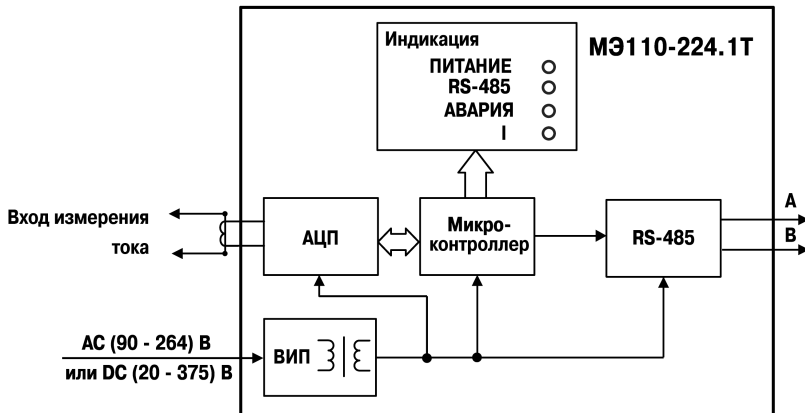 Индикация
МЭ110-224.1Т
ПИТАНИЕ
RS-485
АВАРИЯ
I
Вход измерения
тока
АЦП
Микро-
контроллер
RS-485
A
B
AC (90 - 264) В
или DC (20 - 375) В
ВИП